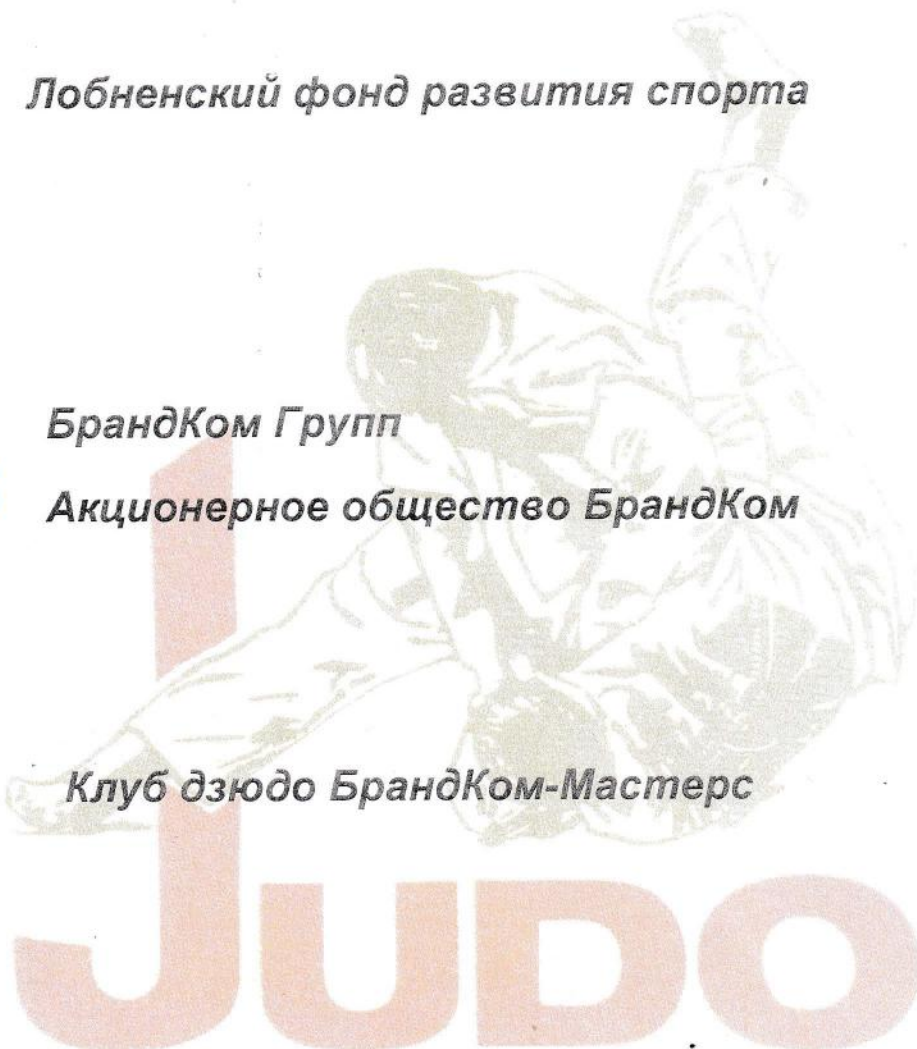 Лобненский фонд развития спорта
БрандКом Групп
Акционерное общество БрандКом
Клуб дзюдо БрандКом-Мастерс
JUDO